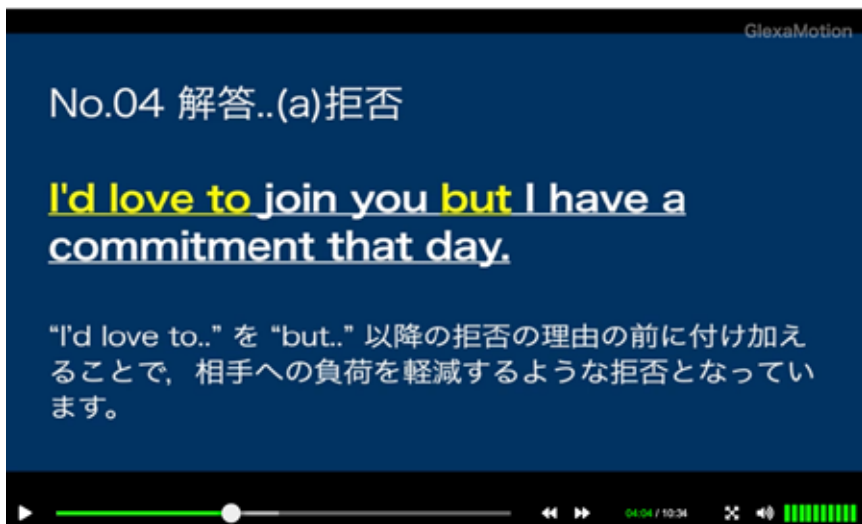 GlexaMotion
No.04 解答..(a)拒否
I'd love to join you but I have a
commitment that day.
“I'd love to..” を “but..” 以降の拒否の理由の前に付け加え
ることで，相手への負荷を軽減するような拒否となってい
ます。
04:04 / 10:34